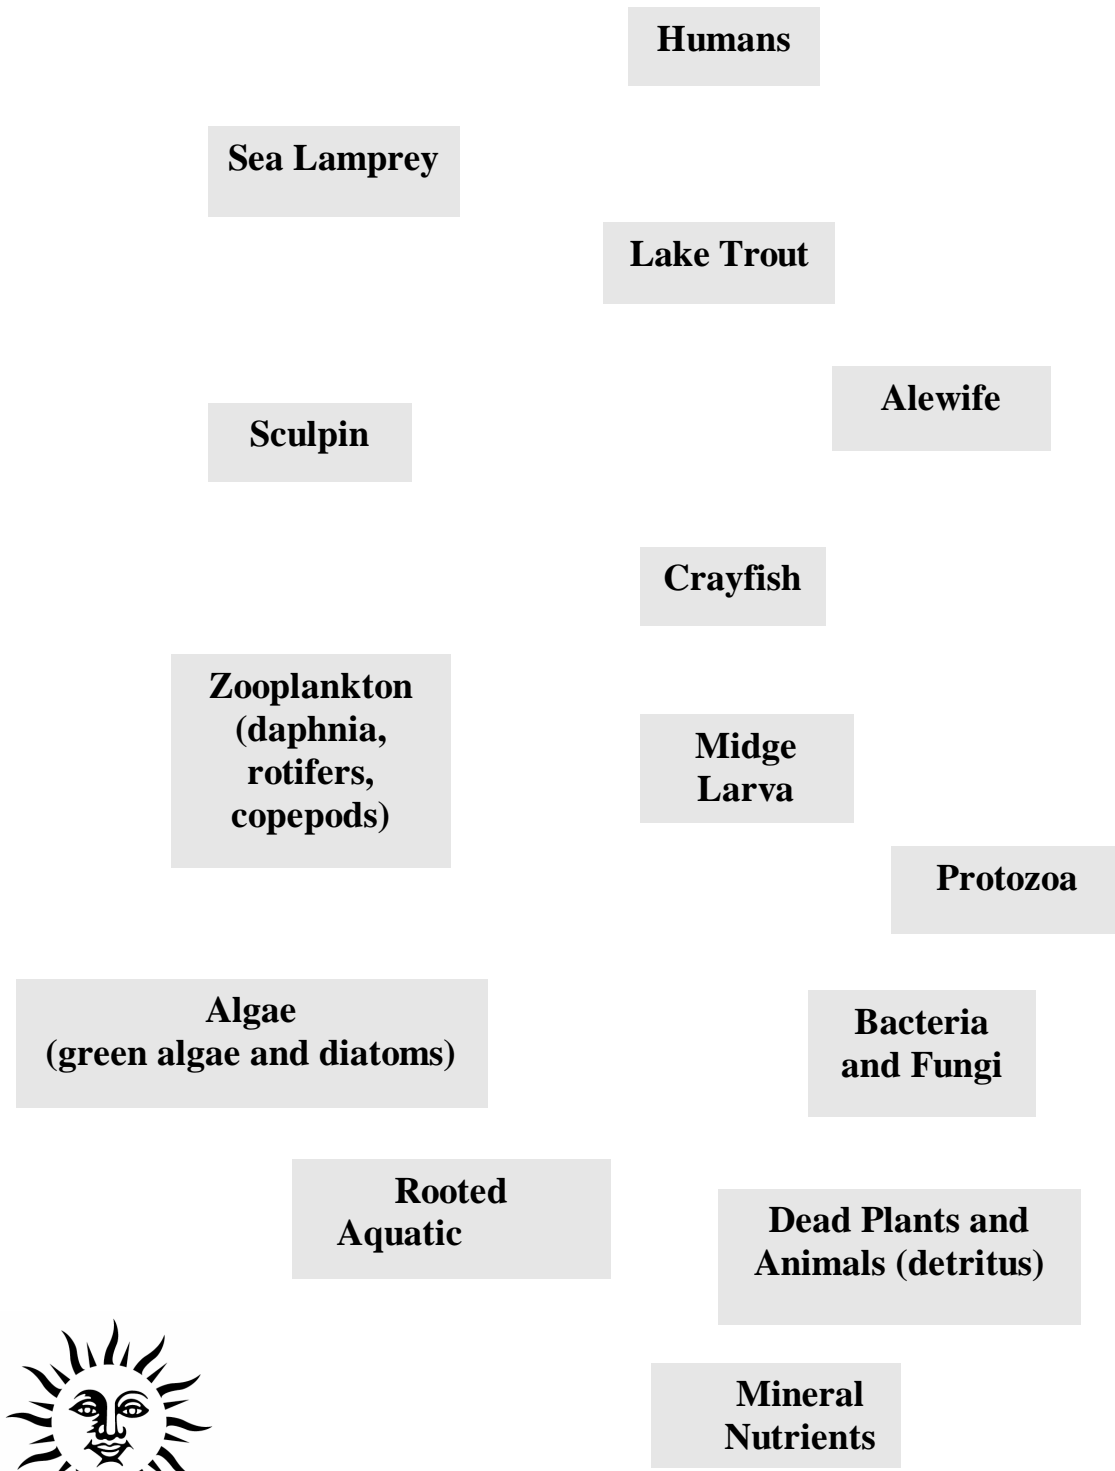 Humans
Sea Lamprey
Lake Trout
Alewife
Sculpin
Crayfish
Zooplankton
(daphnia,
rotifers,
copepods)
Midge
Larva
Protozoa
Algae
(green algae and diatoms)
Bacteria
and Fungi
Rooted
Aquatic
Dead Plants and
Animals (detritus)
Mineral
Nutrients